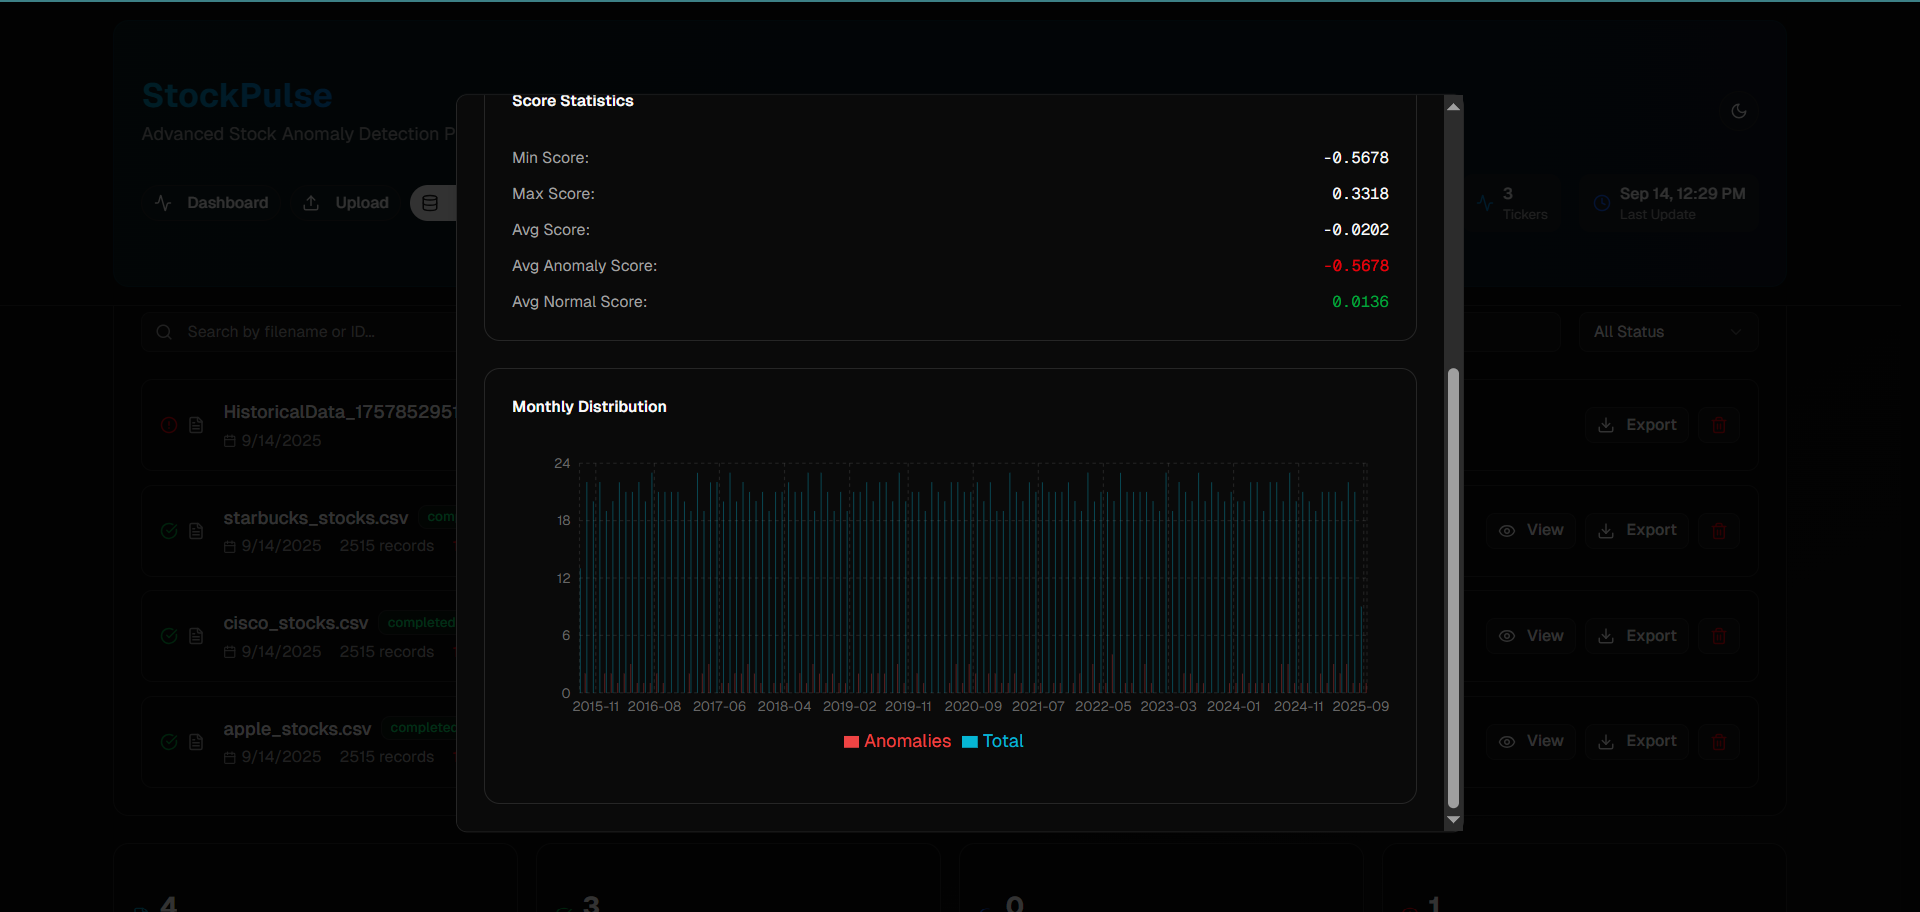 StockPulse
Advanced Stock Anomaly Detection P
Dashboard
Upload
3
Tickers
Sep 14, 12:29 PM
Last Update
Search by filename or ID...
All Status
HistoricalData_1757852951
9/14/2025
Export
starbucks_stocks.csv com
9/14/2025 2515 records
View Export
cisco_stocks.csv completed
9/14/2025 2515 records
View Export
apple_stocks.csv completed
9/14/2025 2515 records
View Export
4
3
0
1
Score Statistics
Min Score: -0.5678
Max Score: 0.3318
Avg Score: -0.0202
Avg Anomaly Score: -0.5678
Avg Normal Score: 0.0136
Monthly Distribution
24
18
12
6
0
2015-11 2016-08 2017-06 2018-04 2019-02 2019-11 2020-09 2021-07 2022-05 2023-03 2024-01 2024-11 2025-09
Anomalies Total